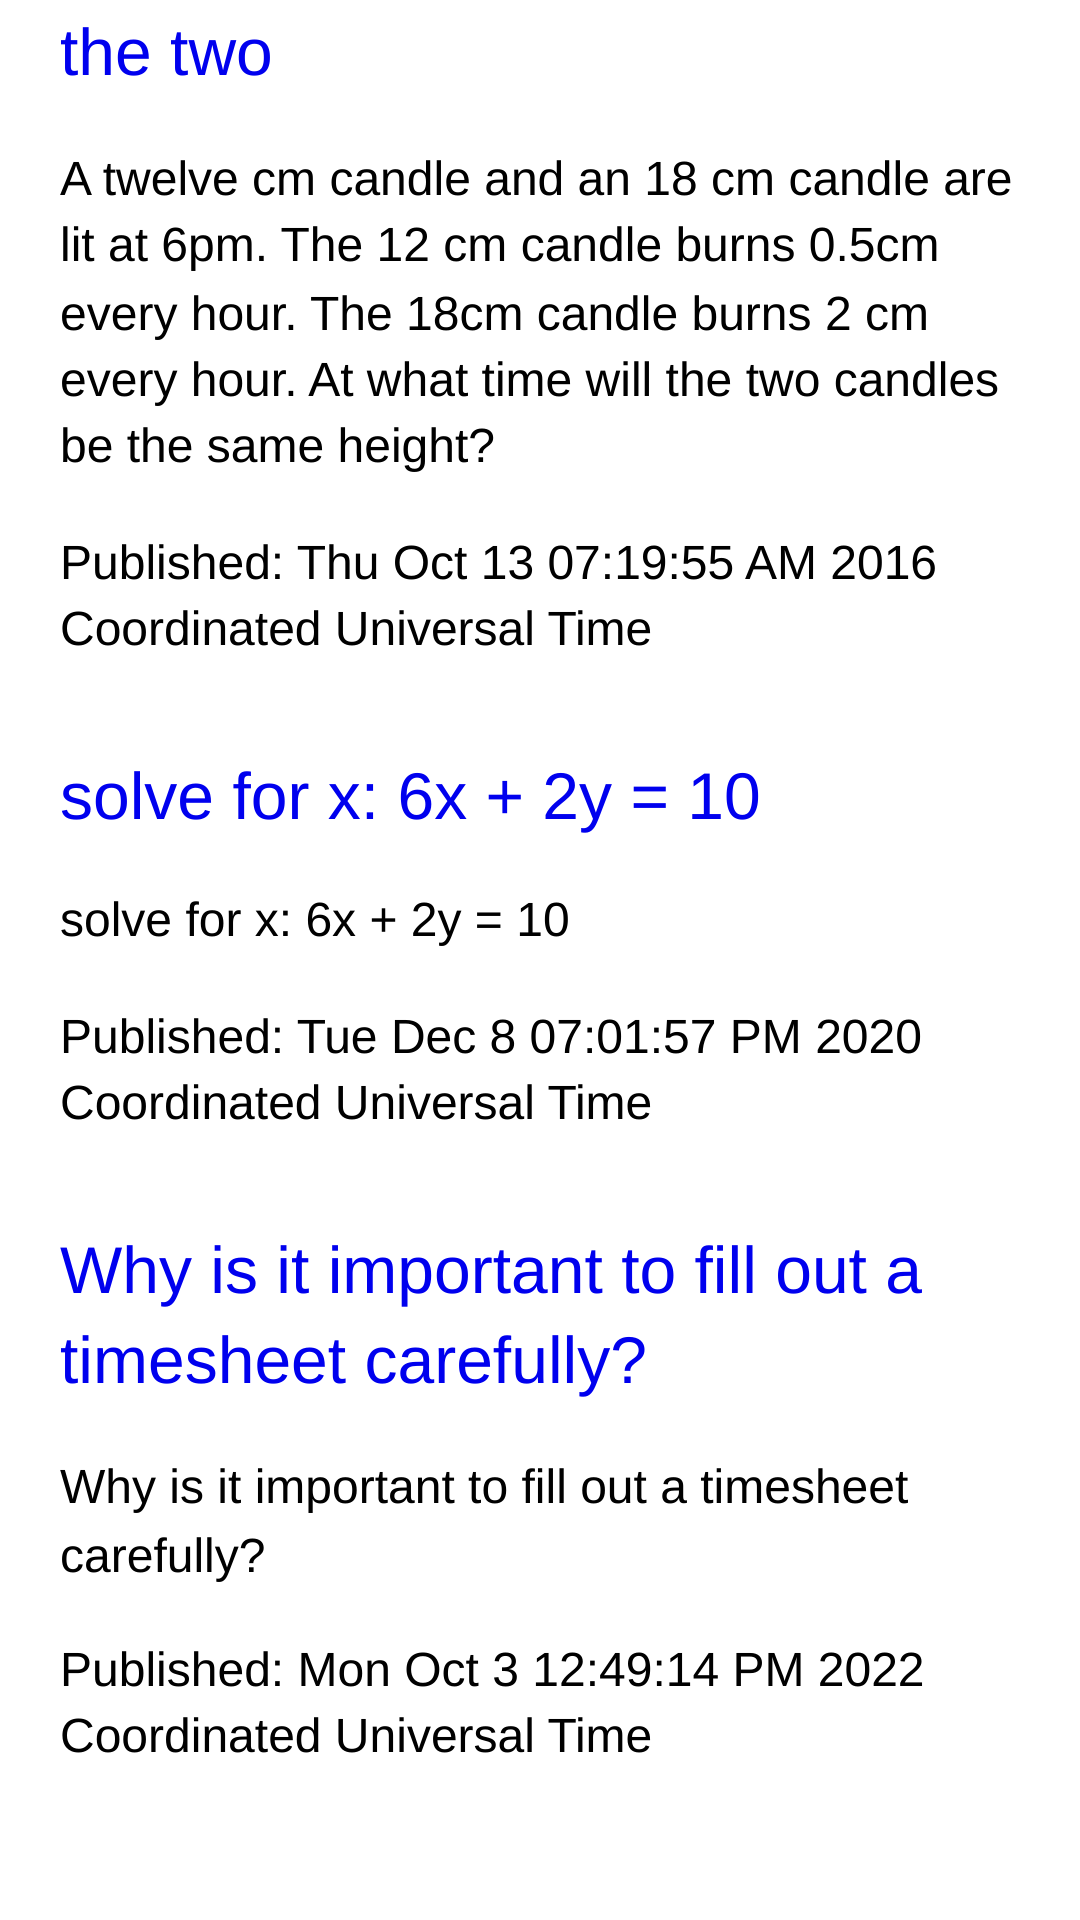 the two
A twelve cm candle and an 18 cm candle are
lit at 6pm. The 12 cm candle burns 0.5cm
every hour. The 18cm candle burns 2 cm
every hour. At what time will the two candles
be the same height?
Published: Thu Oct 13 07:19:55 AM 2016
Coordinated Universal Time
solve for x: 6x + 2y = 10
solve for x: 6x + 2y = 10
Published: Tue Dec 8 07:01:57 PM 2020
Coordinated Universal Time
Why is it important to fill out a
timesheet carefully?
Why is it important to fill out a timesheet
carefully?
Published: Mon Oct 3 12:49:14 PM 2022
Coordinated Universal Time